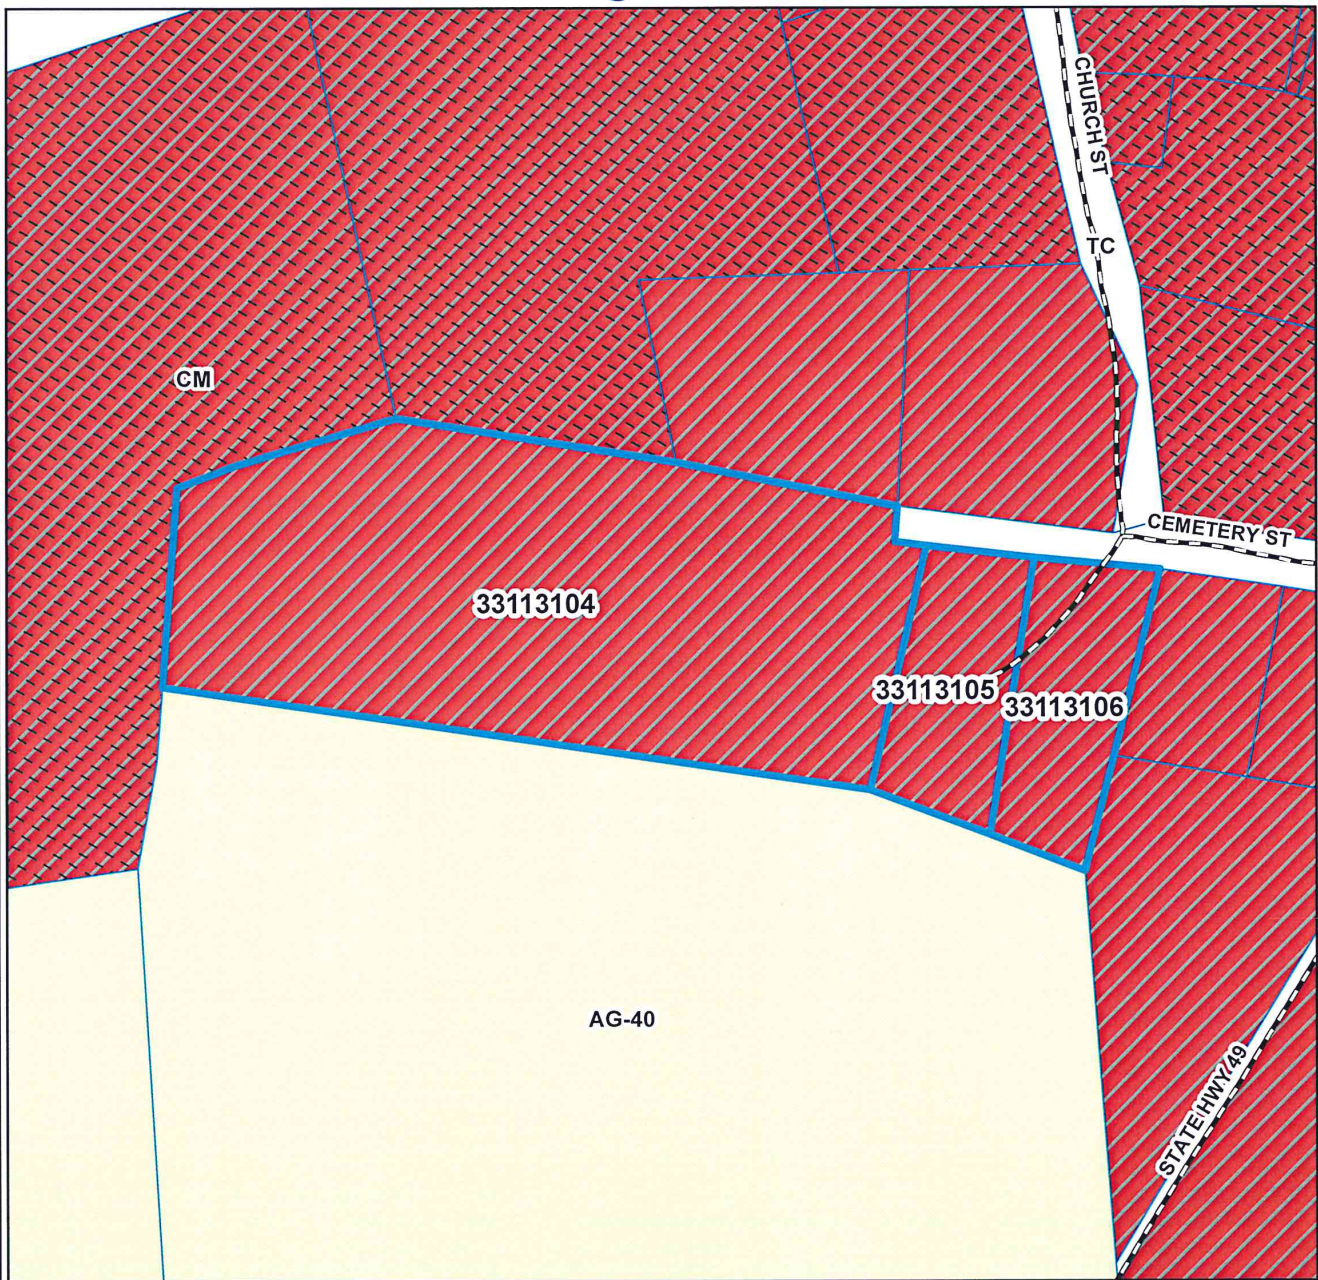 CHURCH ST
TC
CM
CEMETERY ST
33113104
33113105
33113106
AG-40
STATE HWY 49